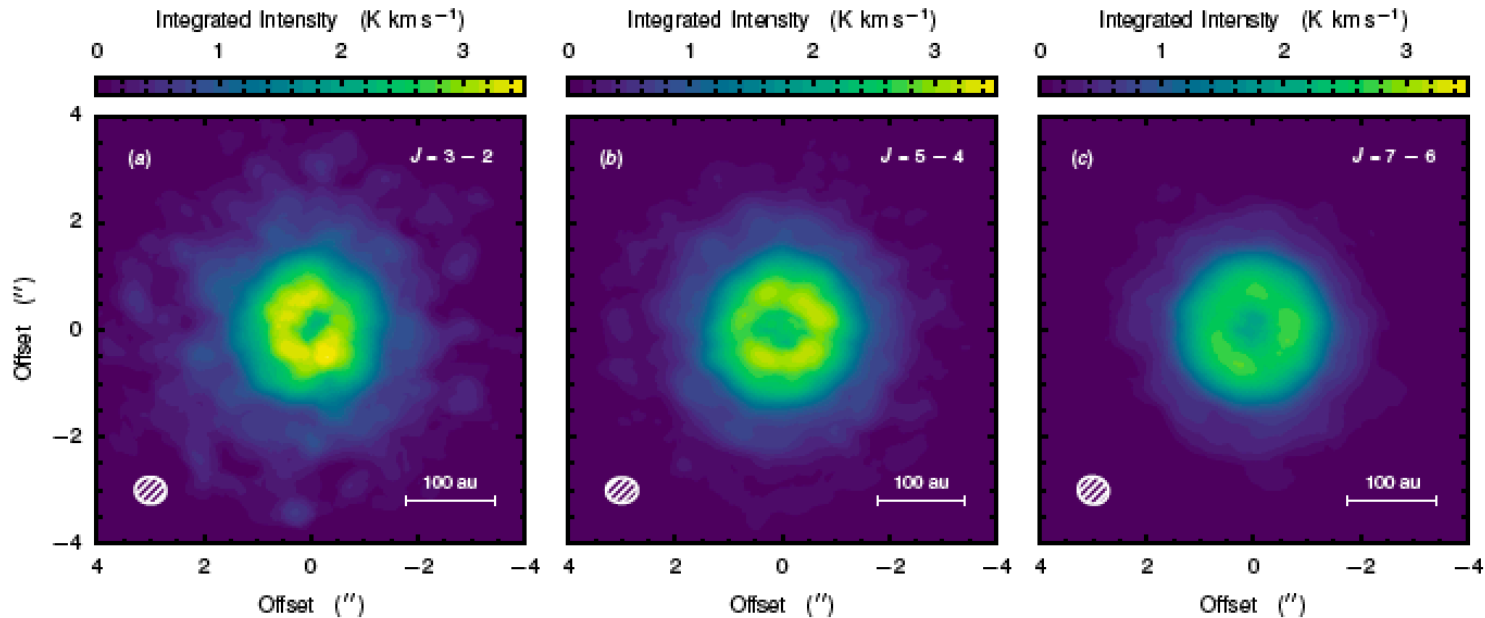 Integrated Intensity (K km s⁻¹)
0 1 2 3
Integrated Intensity (K km s⁻¹)
0 1 2 3
Integrated Intensity (K km s⁻¹)
0 1 2 3
Offset (′′)
4
2
0
−2
−4
(a) J = 3 − 2
100 au
4 2 0 −2 −4
Offset (′′)
(b) J = 5 − 4
100 au
4 2 0 −2 −4
Offset (′′)
(c) J = 7 − 6
100 au
4 2 0 −2 −4
Offset (′′)